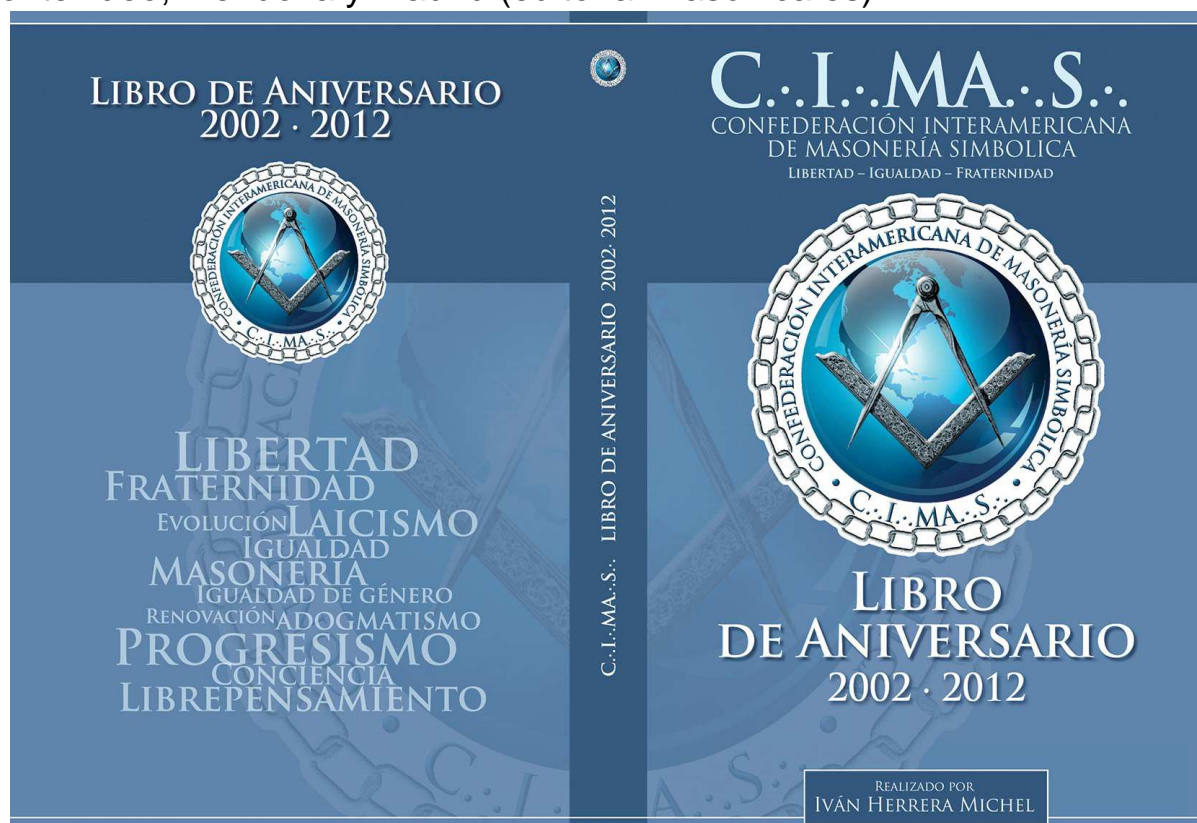 LIBRO DE ANIVERSARIO
2002 · 2012
CONFEDERACIÓN INTERAMERICANA DE MASONERÍA SIMBÓLICA
· C∴I∴MA∴S∴ ·
LIBERTAD
FRATERNIDAD
EVOLUCIÓN LAICISMO
IGUALDAD
MASONERÍA
IGUALDAD DE GÉNERO
RENOVACIÓN ADOGMATISMO
PROGRESISMO
CONCIENCIA
LIBREPENSAMIENTO
C∴I∴MA∴S∴ LIBRO DE ANIVERSARIO 2002· 2012
C∴I∴MA∴S∴
CONFEDERACIÓN INTERAMERICANA
DE MASONERÍA SIMBOLICA
LIBERTAD – IGUALDAD – FRATERNIDAD
CONFEDERACIÓN INTERAMERICANA DE MASONERÍA SIMBÓLICA
· C∴I∴MA∴S∴ ·
LIBRO
DE ANIVERSARIO
2002 · 2012
REALIZADO POR
IVÁN HERRERA MICHEL